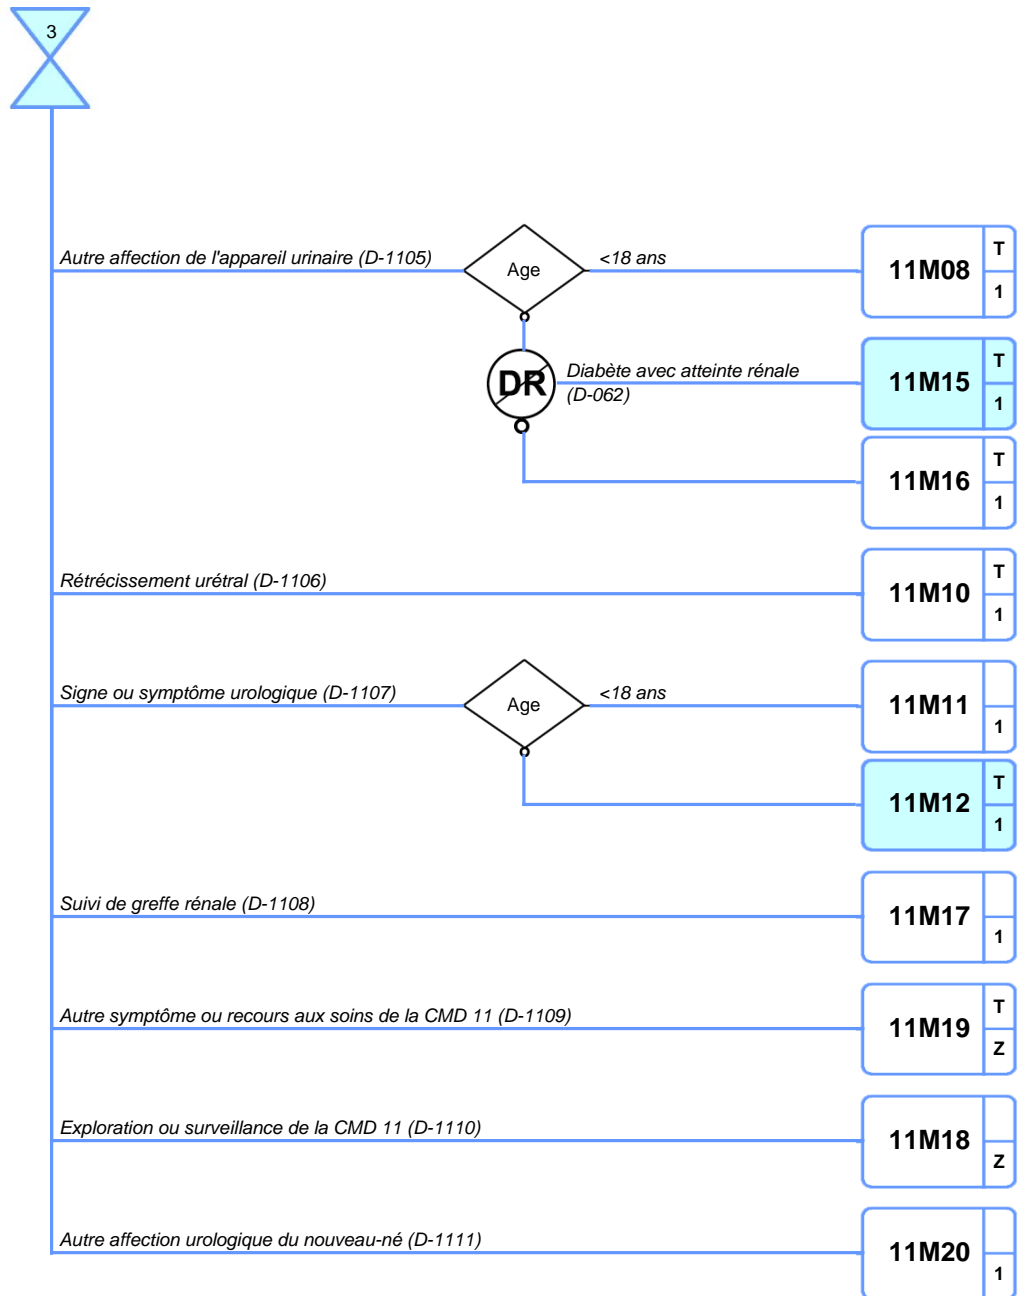 3
Autre affection de l'appareil urinaire (D-1105)
Age
<18 ans
11M08
T
1
DR
Diabète avec atteinte rénale
(D-062)
11M15
T
1
11M16
T
1
Rétrécissement urétral (D-1106)
11M10
T
1
Signe ou symptôme urologique (D-1107)
Age
<18 ans
11M11
1
11M12
T
1
Suivi de greffe rénale (D-1108)
11M17
1
Autre symptôme ou recours aux soins de la CMD 11 (D-1109)
11M19
T
Z
Exploration ou surveillance de la CMD 11 (D-1110)
11M18
Z
Autre affection urologique du nouveau-né (D-1111)
11M20
1